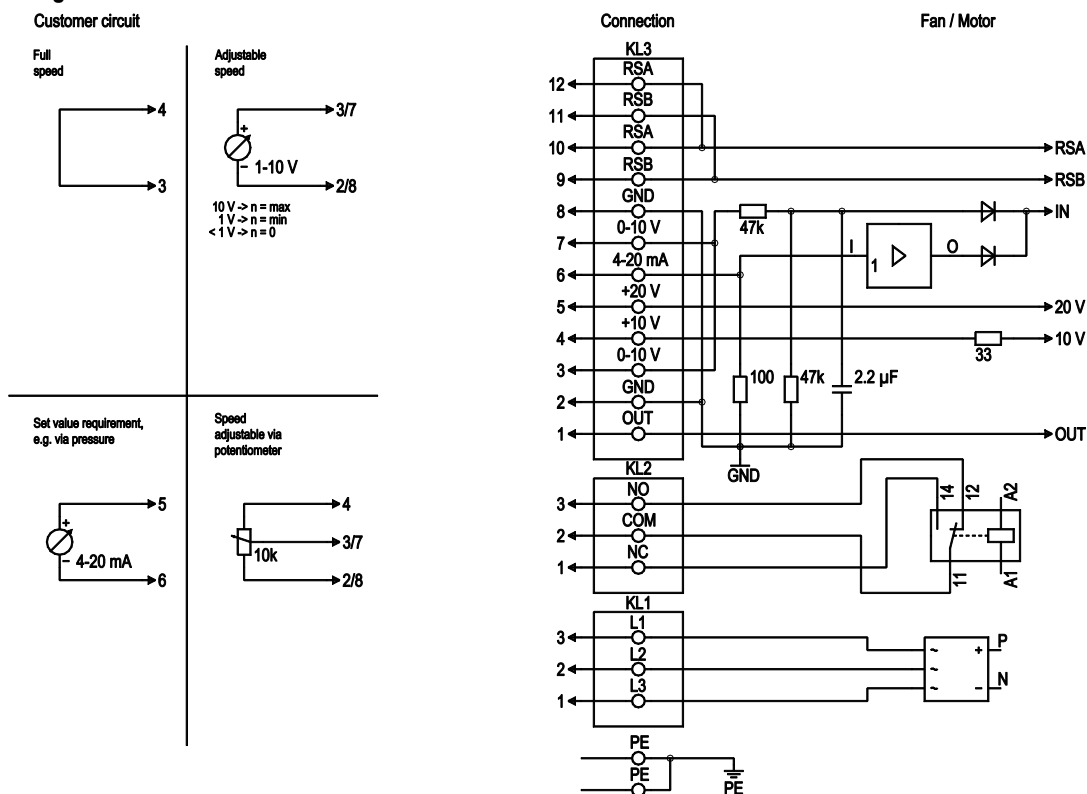 Customer circuit
Full
speed
4
3
Adjustable
speed
3/7
+
− 1-10 V
2/8
10 V -> n = max
1 V -> n = min
< 1 V -> n = 0
Set value requirement,
e.g. via pressure
5
+
− 4-20 mA
6
Speed
adjustable via
potentiometer
4
3/7
10k
2/8
Connection
Fan / Motor
KL3
12 RSA
11 RSB
10 RSA RSA
9 RSB RSB
8 GND 47k IN
7 0-10 V
6 4-20 mA I 1 O
5 +20 V 20 V
4 +10 V 33 10 V
3 0-10 V
100 47k 2.2 µF
2 GND
1 OUT OUT
GND
KL2
3 NO
2 COM
1 NC
14 12 A2
11 A1
KL1
3 L1
2 L2
1 L3
~ + P
~
~ − N
PE
PE
PE